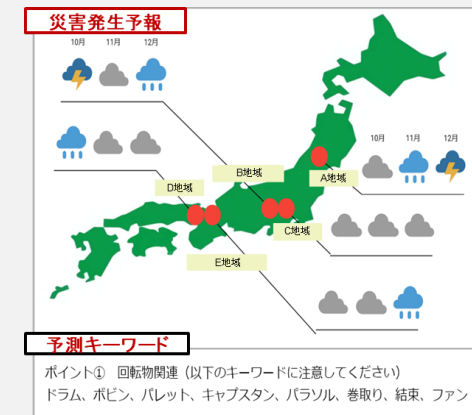 災害発生予報
10月 11月 12月
10月 11月 12月
B地域
A地域
D地域
C地域
E地域
予測キーワード
ポイント① 回転物関連（以下のキーワードに注意してください）
ドラム、ボビン、パレット、キャプスタン、パラソル、巻取り、結束、ファン